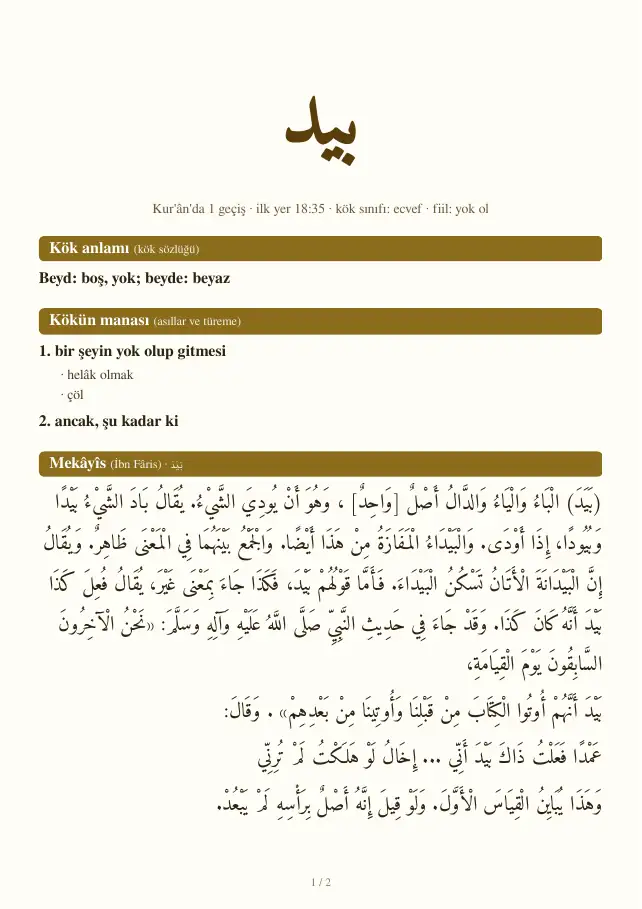 بيد
Kur'ân'da 1 geçiş · ilk yer 18:35 · kök sınıfı: ecvef · fiil: yok ol
Kök anlamı (kök sözlüğü)
Beyd: boş, yok; beyde: beyaz
Kökün manası (asıllar ve türeme)
1. bir şeyin yok olup gitmesi
· helâk olmak
· çöl
2. ancak, şu kadar ki
Mekâyîs (İbn Fâris) · بَيَدَ
(بَيَدَ) الْبَاءُ وَالْيَاءُ وَالدَّالُ أَصْلٌ [وَاحِدٌ] ، وَهُوَ أَنْ يُودِيَ الشَّيْءُ. يُقَالُ بَادَ الشَّيْءُ بَيْدًا
وَبُيُودًا، إِذَا أَوْدَى. وَالْبَيْدَاءُ الْمَفَازَةُ مِنْ هَذَا أَيْضًا. وَالْجَمْعُ بَيْنَهُمَا فِي الْمَعْنَى ظَاهِرٌ. وَيُقَالُ
إِنَّ الْبَيْدَانَةَ الْأَتَانُ تَسْكُنُ الْبَيْدَاءَ. فَأَمَّا قَوْلُهُمْ بَيْدَ، فَكَذَا جَاءَ بِمَعْنَى غَيْرَ، يُقَالُ فُعِلَ كَذَا
بَيْدَ أَنَّهُ كَانَ كَذَا. وَقَدْ جَاءَ فِي حَدِيثِ النَّبِيِّ صَلَّى اللَّهُ عَلَيْهِ وَآلِهِ وَسَلَّمَ: «نَحْنُ الْآخِرُونَ
السَّابِقُونَ يَوْمَ الْقِيَامَةِ،
بَيْدَ أَنَّهُمْ أُوتُوا الْكِتَابَ مِنْ قَبْلِنَا وَأُوتِينَا مِنْ بَعْدِهِمْ» . وَقَالَ:
عَمْدًا فَعَلْتُ ذَاكَ بَيْدَ أَنِّي ... إِخَالُ لَوْ هَلَكْتُ لَمْ تُرِنِّي
وَهَذَا يُبَايِنُ الْقِيَاسَ الْأَوَّلَ. وَلَوْ قِيلَ إِنَّهُ أَصْلٌ بِرَأْسِهِ لَمْ يَبْعُدْ.
1 / 2